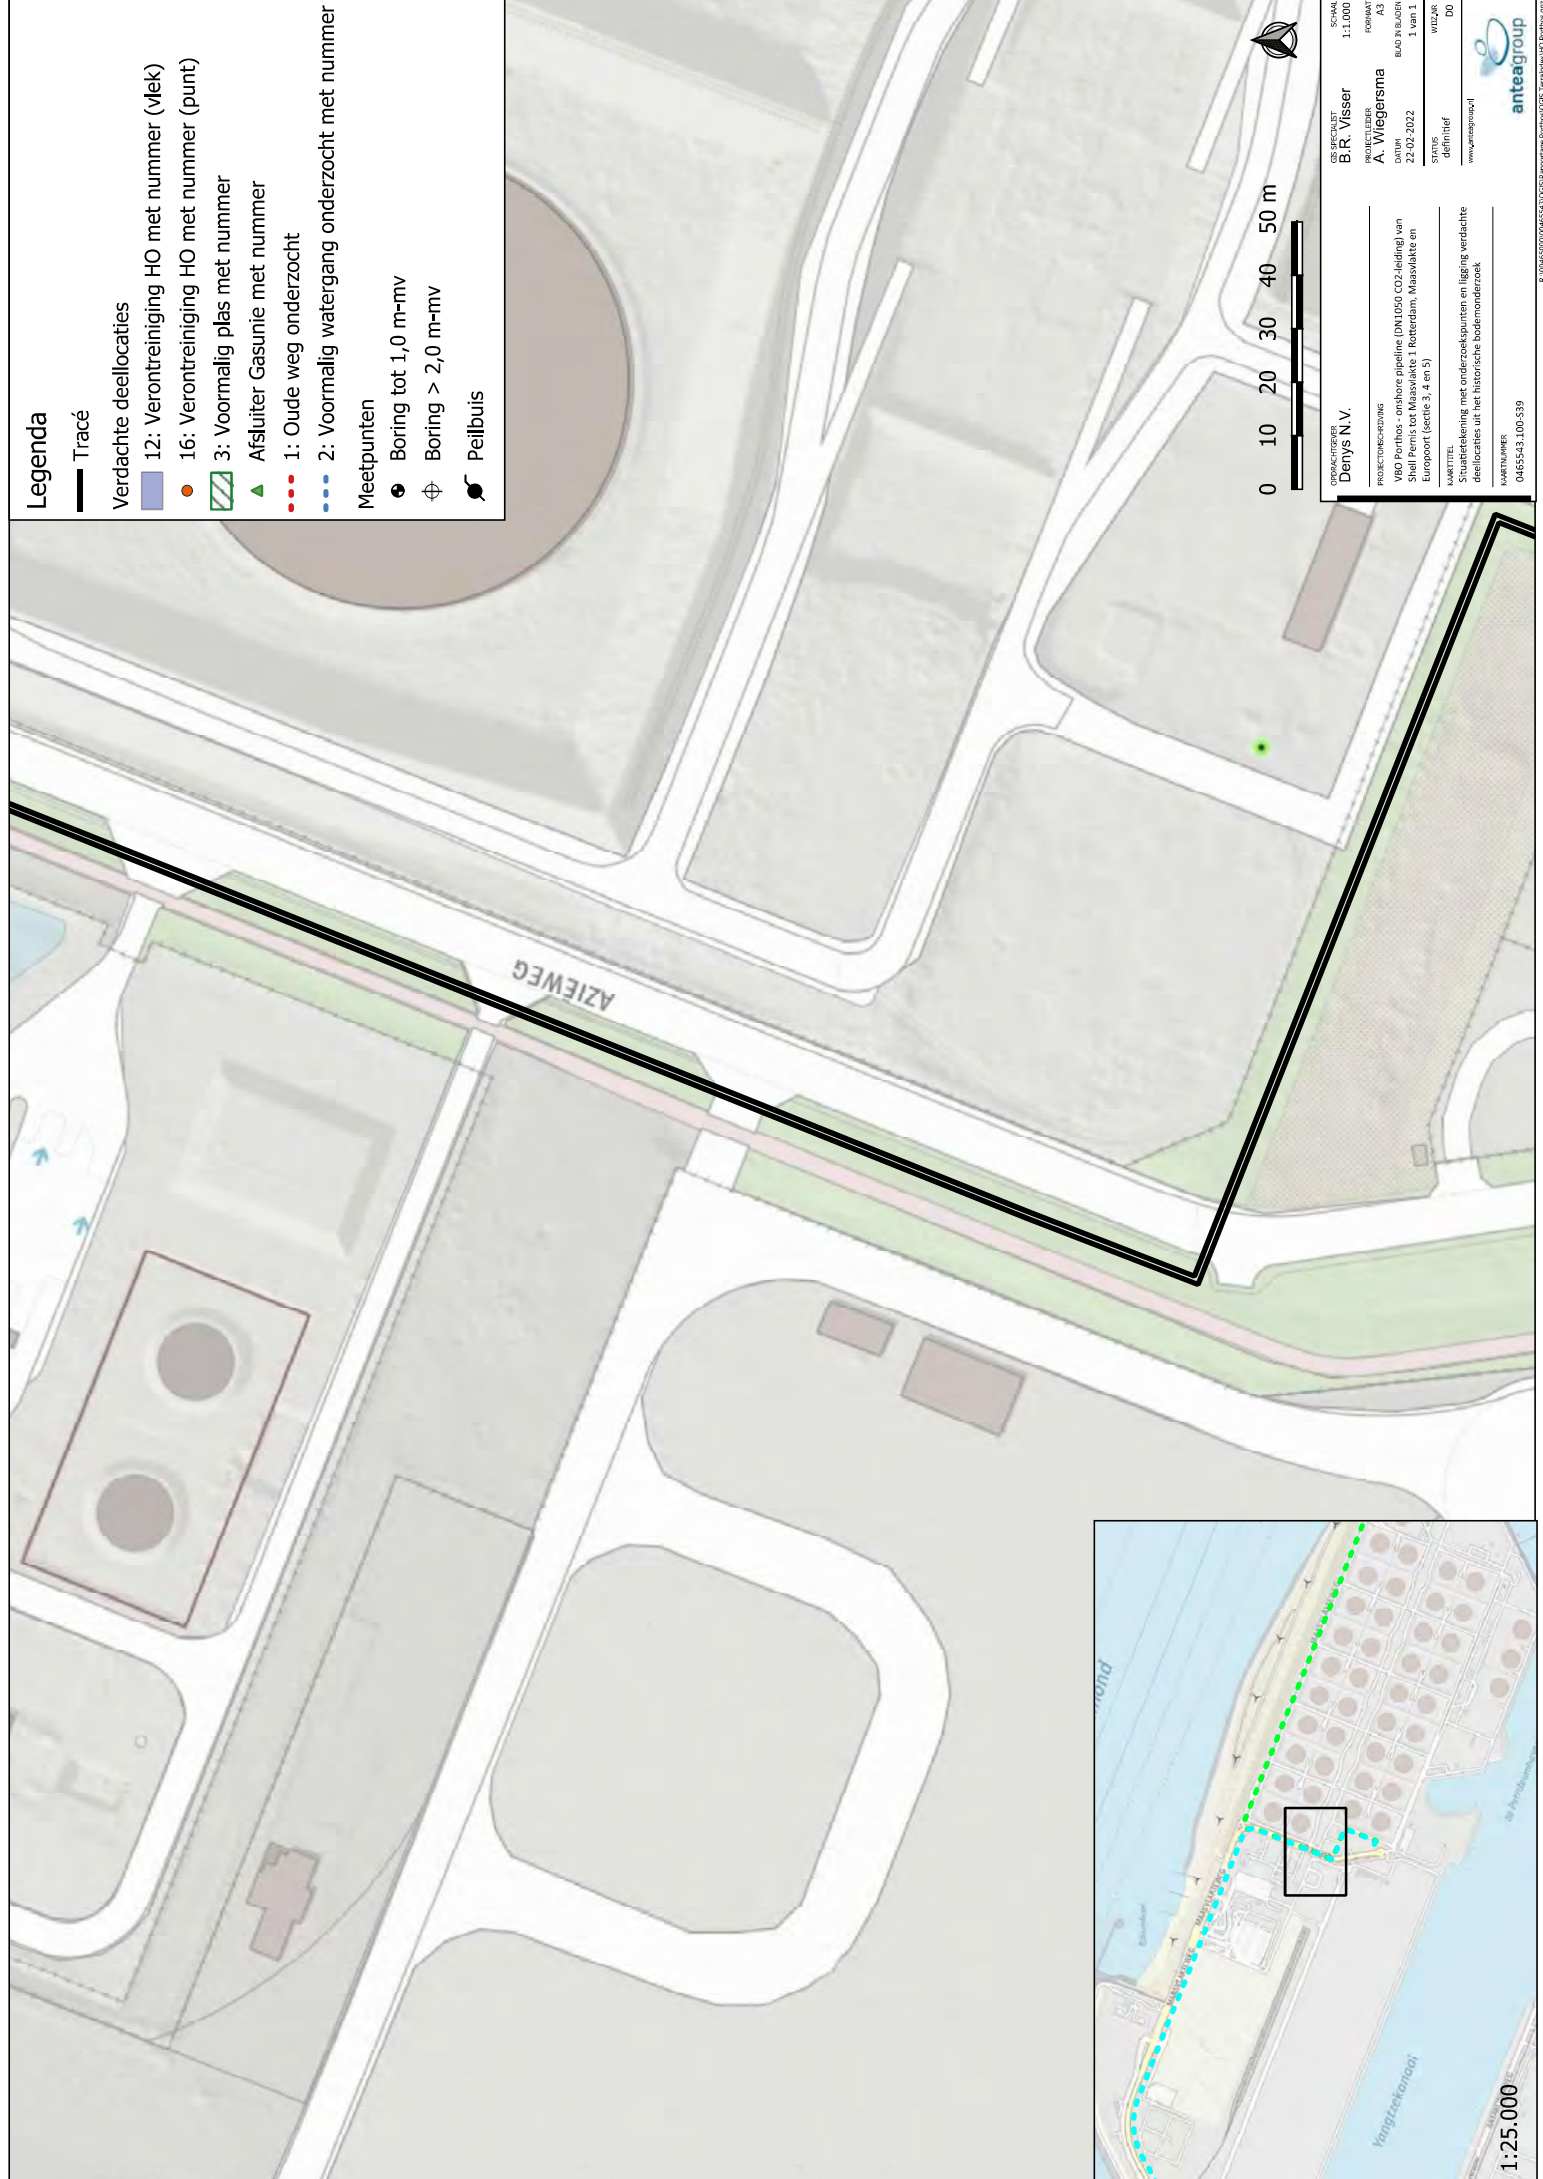 Legenda
Tracé
Verdachte deellocaties
12: Verontreiniging HO met nummer (vlek)
16: Verontreiniging HO met nummer (punt)
3: Voormalig plas met nummer
Afsluiter Gasunie met nummer
1: Oude weg onderzocht
2: Voormalig watergang onderzocht met nummer
Meetpunten
Boring tot 1,0 m-mv
Boring > 2,0 m-mv
Peilbuis
AZIEWEG
0 10 20 30 40 50 m
OPDRACHTGEVER
Denys N.V.
PROJECTOMSCHRIJVING
VBO Porthos - onshore pipeline (DN1050 CO2-leiding) van
Shell Pernis tot Maasvlakte 1 Rotterdam, Maasvlakte en
Europoort (sectie 3, 4 en 5)
KAARTTITEL
Situatietekening met onderzoekspunten en ligging verdachte
deellocaties uit het historische bodemonderzoek
KAARTNUMMER
0465543.100-S39
GIS SPECIALIST
B.R. Visser
PROJECTLEIDER
A. Wiegersma
DATUM
22-02-2022
STATUS
definitief
www.anteagroup.nl
SCHAAL
1:1.000
FORMAAT
A3
BLAD IN BLADEN
1 van 1
WIJZ.NR
D0
anteagroup
mond
MAASVLAKTEWEG
MAASVLAKTEWEG
Yangtzekanaal
1:25.000